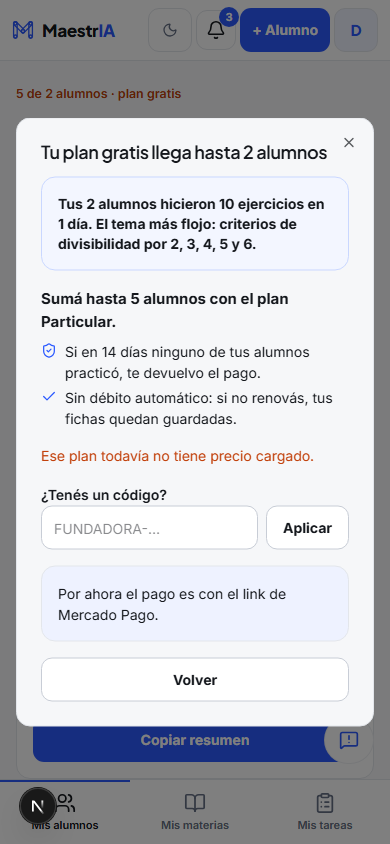 MaestrIA
3
+ Alumno
D
5 de 2 alumnos · plan gratis
Tu plan gratis llega hasta 2 alumnos
Tus 2 alumnos hicieron 10 ejercicios en
1 día. El tema más flojo: criterios de
divisibilidad por 2, 3, 4, 5 y 6.
Sumá hasta 5 alumnos con el plan
Particular.
Si en 14 días ninguno de tus alumnos
practicó, te devuelvo el pago.
Sin débito automático: si no renovás, tus
fichas quedan guardadas.
Ese plan todavía no tiene precio cargado.
¿Tenés un código?
FUNDADORA-...
Aplicar
Por ahora el pago es con el link de
Mercado Pago.
Volver
Copiar resumen
N
Mis alumnos
Mis materias
Mis tareas